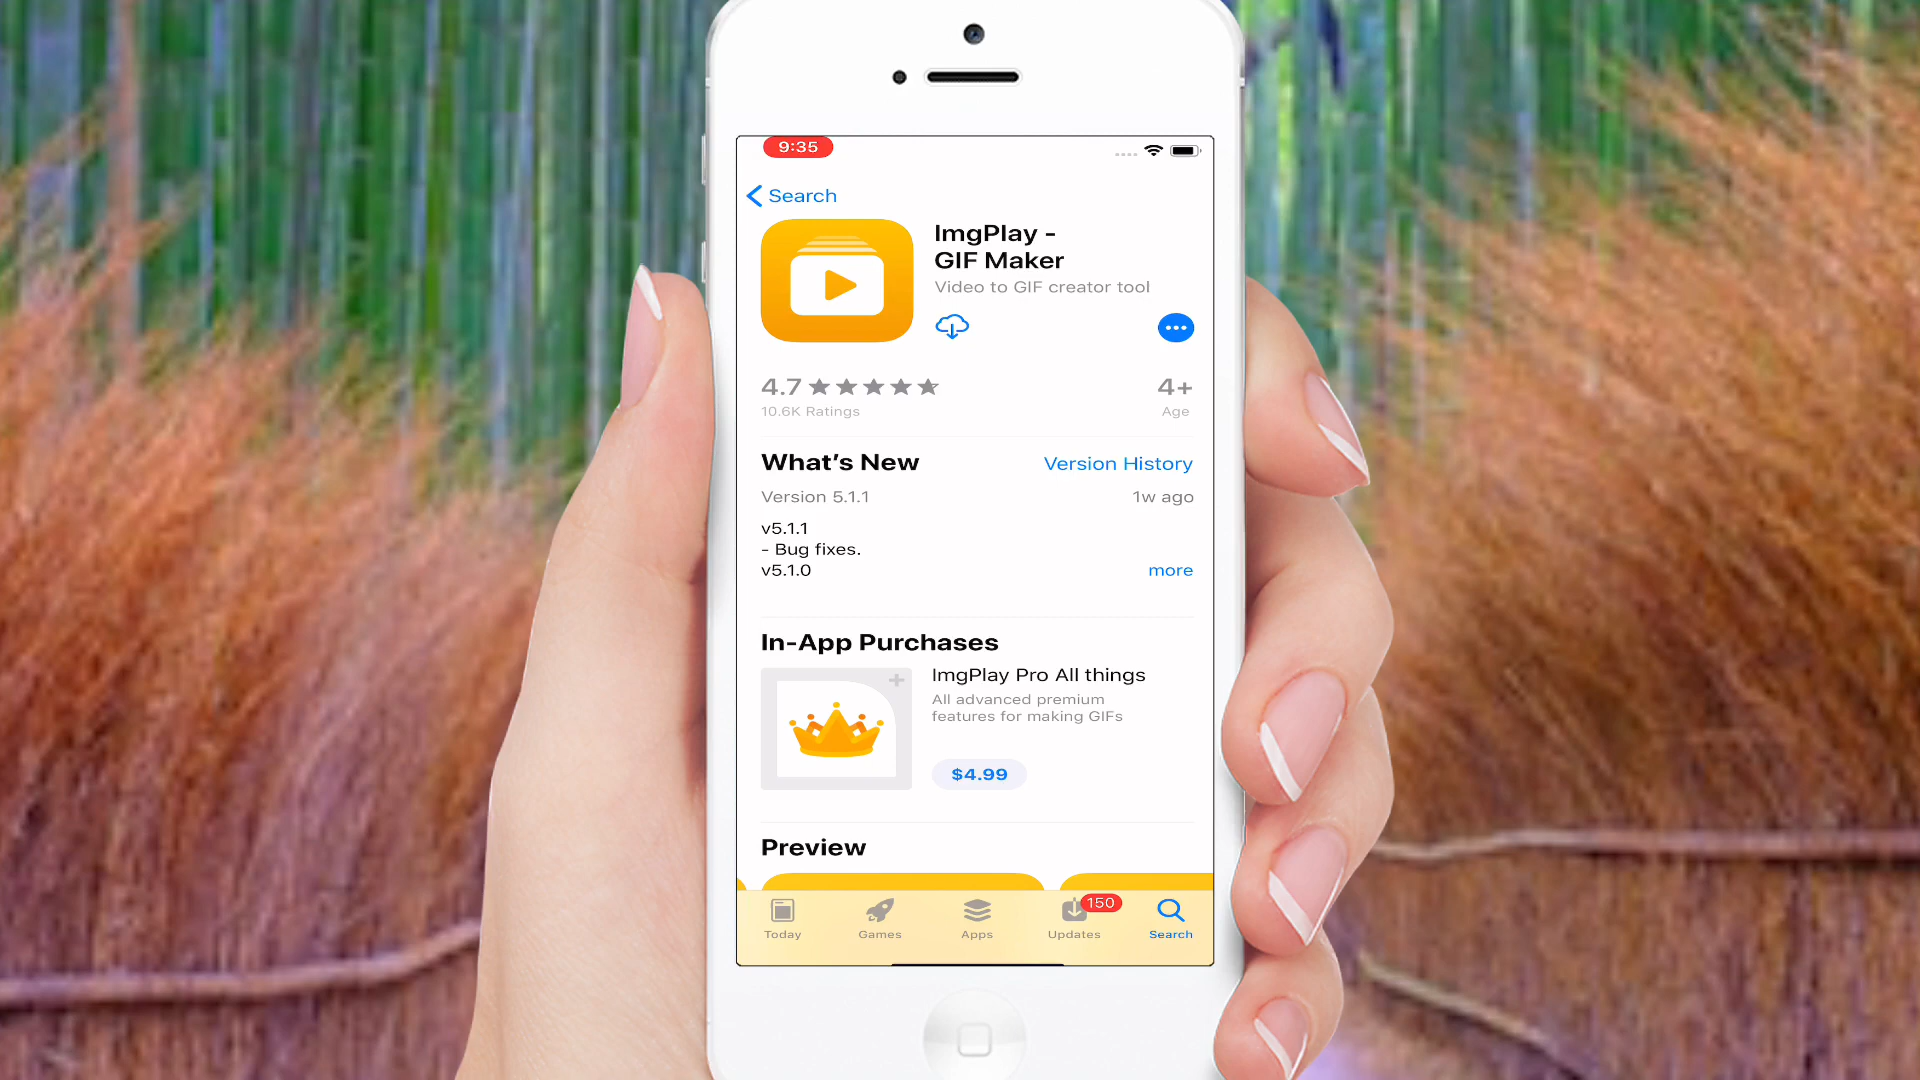 9:35
Search
ImgPlay -
GIF Maker
Video to GIF creator tool
4.7
4+
10.6K Ratings
Age
What's New
Version History
Version 5.1.1
1w ago
v5.1.1
- Bug fixes.
v5.1.0
more
In-App Purchases
ImgPlay Pro All things
All advanced premium
features for making GIFs
$4.99
Preview
150
Today
Games
Apps
Updates
Search